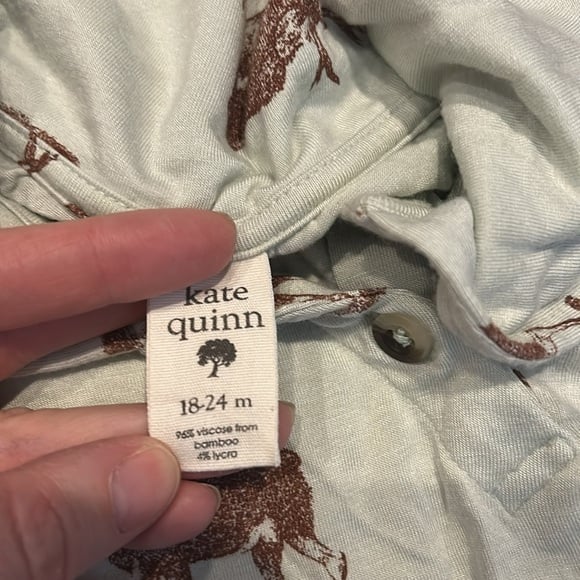 kate
quinn
18-24 m
96% viscose from
bamboo
4% lycra